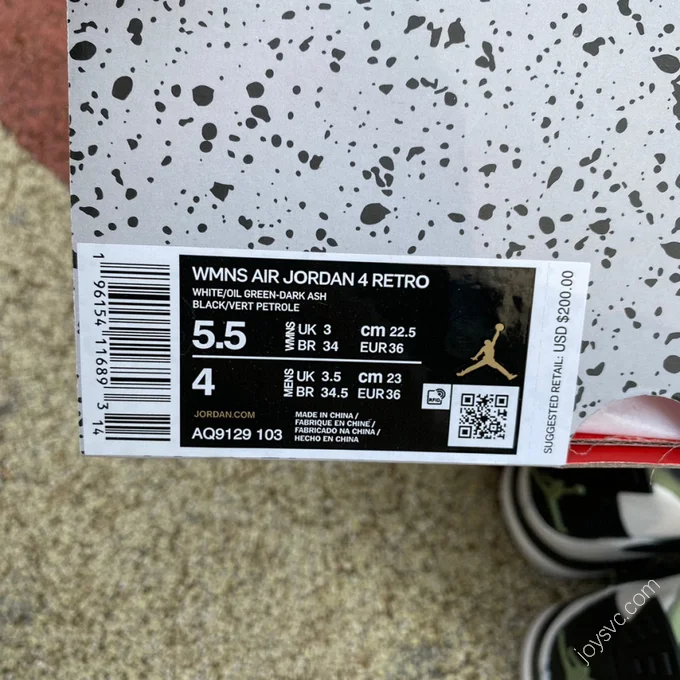 WMNS AIR JORDAN 4 RETRO
WHITE/OIL GREEN-DARK ASH
BLACK/VERT PETROLE
5.5 WMNS UK 3 cm 22.5
BR 34 EUR 36
4 MENS UK 3.5 cm 23
BR 34.5 EUR 36
JORDAN.COM
AQ9129 103
MADE IN CHINA /
FABRIQUE EN CHINE /
FABRICADO NA CHINA /
HECHO EN CHINA
RFID
SUGGESTED RETAIL: USD $200.00
1 96154 11689 3 14
joysvc.com